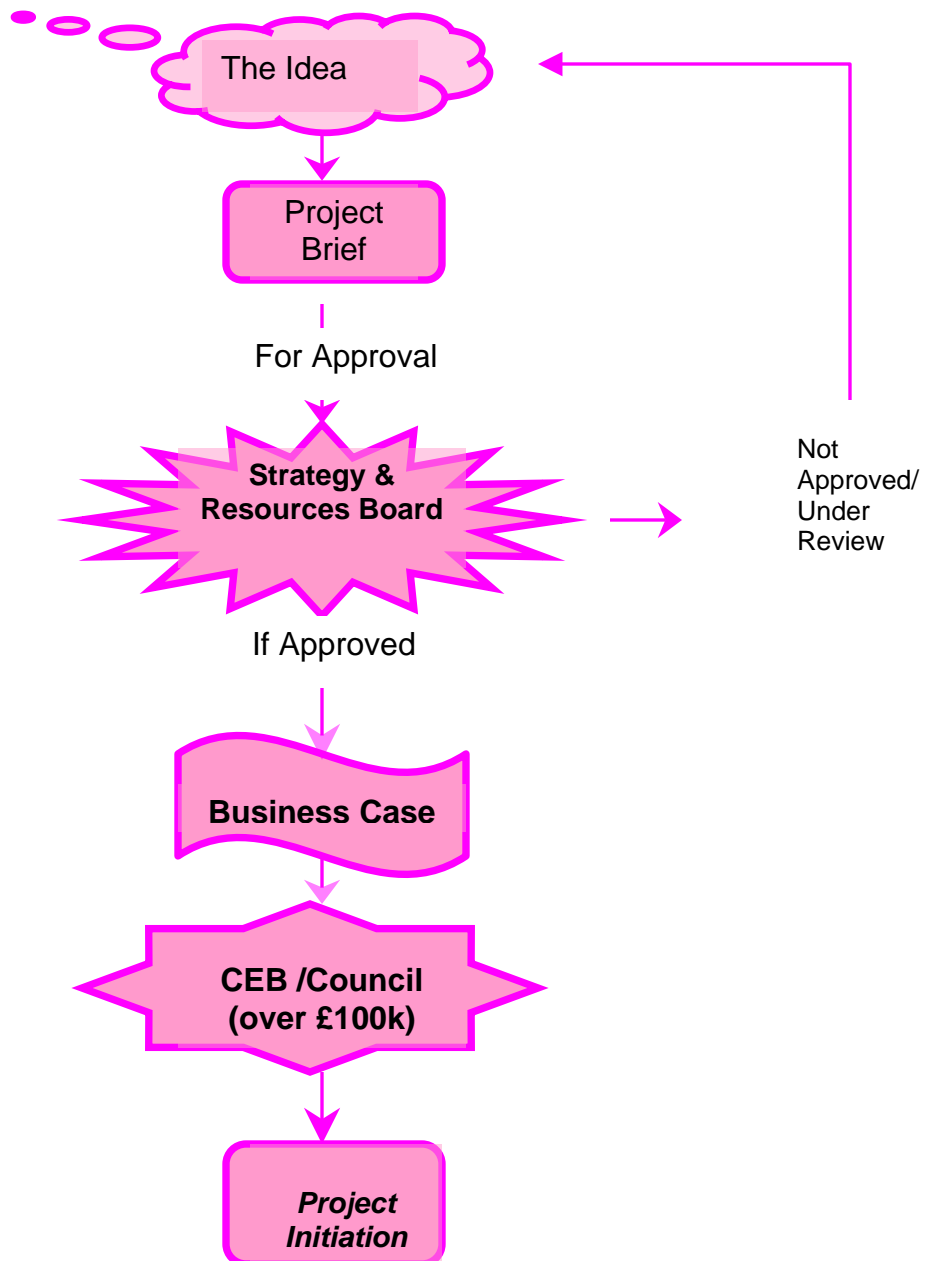 The Idea
Project
Brief
For Approval
Strategy &
Resources Board
Not
Approved/
Under
Review
If Approved
Business Case
CEB /Council
(over £100k)
Project
Initiation